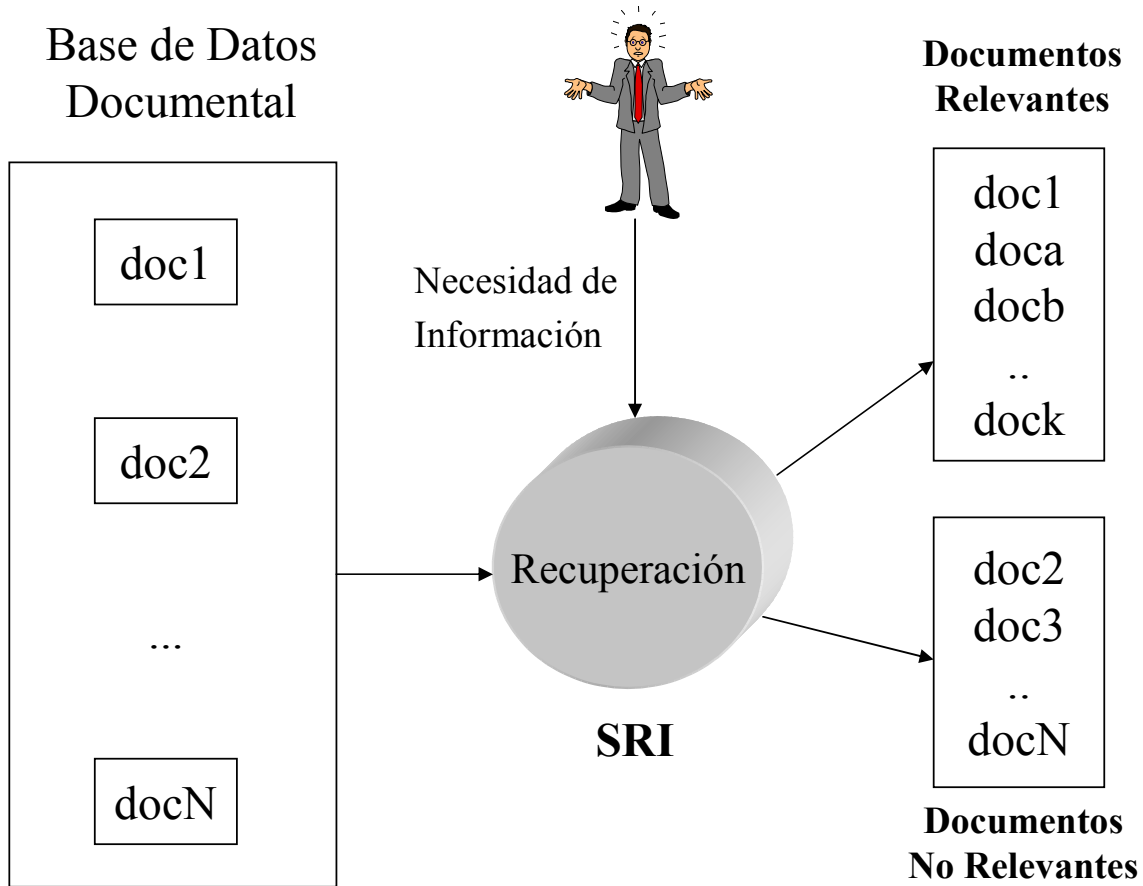 Base de Datos
Documental
doc1
doc2
...
docN
Necesidad de
Información
Recuperación
SRI
Documentos
Relevantes
doc1
doca
docb
..
dock
doc2
doc3
..
docN
Documentos
No Relevantes